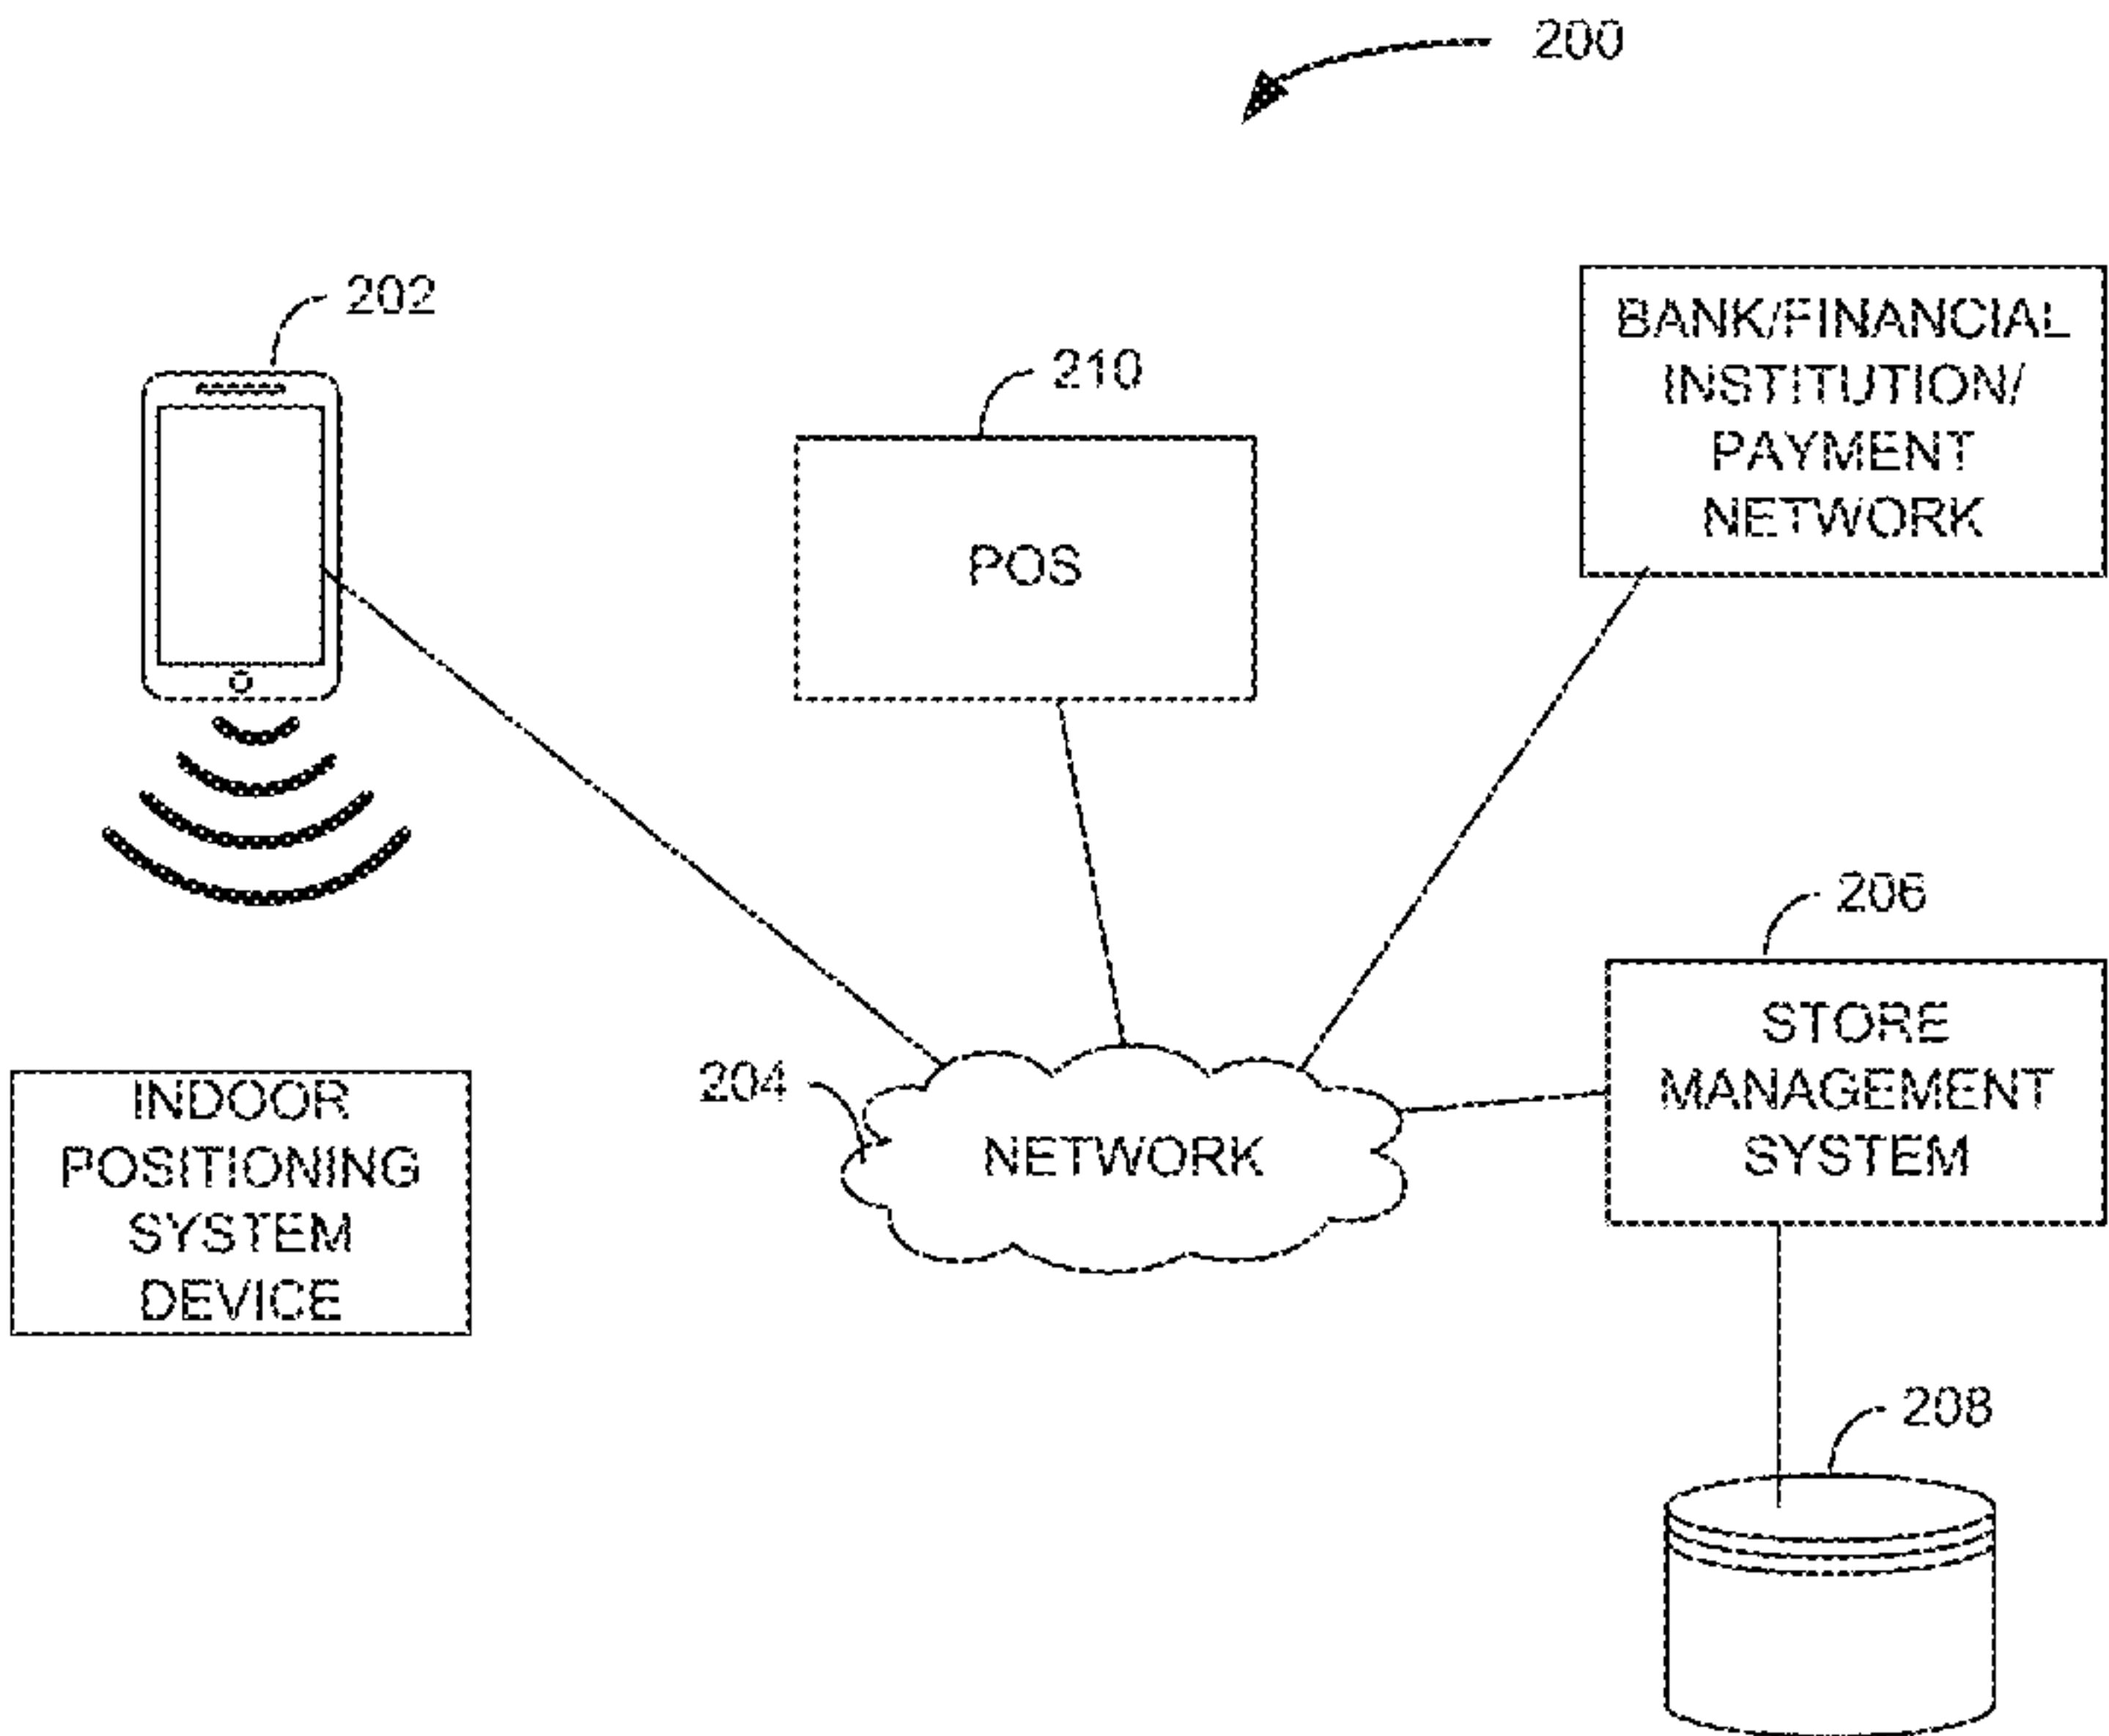 200
202
210
BANK/FINANCIAL
INSTITUTION/
PAYMENT
NETWORK
POS
206
STORE
MANAGEMENT
SYSTEM
204
NETWORK
INDOOR
POSITIONING
SYSTEM
DEVICE
208